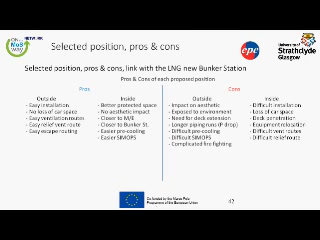 ON
MoS
WAY
NETWORK
Selected position, pros & cons
epe
University of
Strathclyde
Glasgow
Selected position, pros & cons, link with the LNG new Bunker Station
Pros & Cons of each proposed position
Pros
Cons
Outside
- Easy installation
- No loss of car space
- Easy ventilation routes
- Easy relief vent route
- Easy escape routing
Inside
- Better protected space
- No aesthetic impact
- Closer to M/E
- Closer to Bunker St.
- Easier pre-cooling
- Easier SIMOPS
Outside
- Impact on aesthetic
- Exposed to environment
- Need for deck extension
- Longer piping runs (P drop)
- Difficult pre-cooling
- Difficult SIMOPS
- Complicated fire fighting
Inside
- Difficult installation
- Loss of car space
- Deck penetration
- Equipment relocation
- Difficult vent routes
- Difficult relief route
Co-funded by the Marco Polo
Programme of the European Union
42